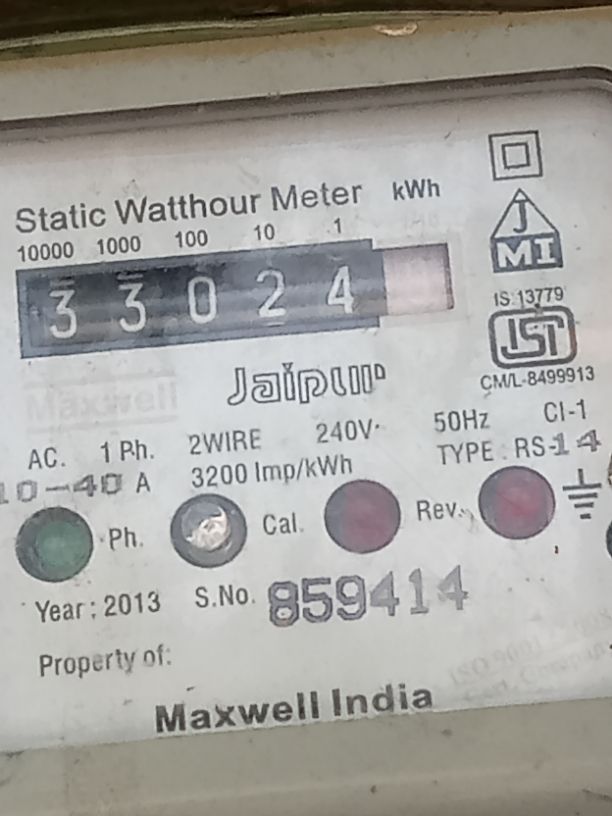 Static Watthour Meter kWh
10000 1000 100 10 1
3 3 0 2 4
J
MI
IS:13779
ISI
CM/L-8499913
Jaipur
Maxwell
AC. 1 Ph. 2WIRE 240V~ 50Hz Cl-1
10-40 A 3200 Imp/kWh TYPE : RS-14
Ph. Cal. Rev.
Year : 2013 S.No. 859414
Property of:
Maxwell India